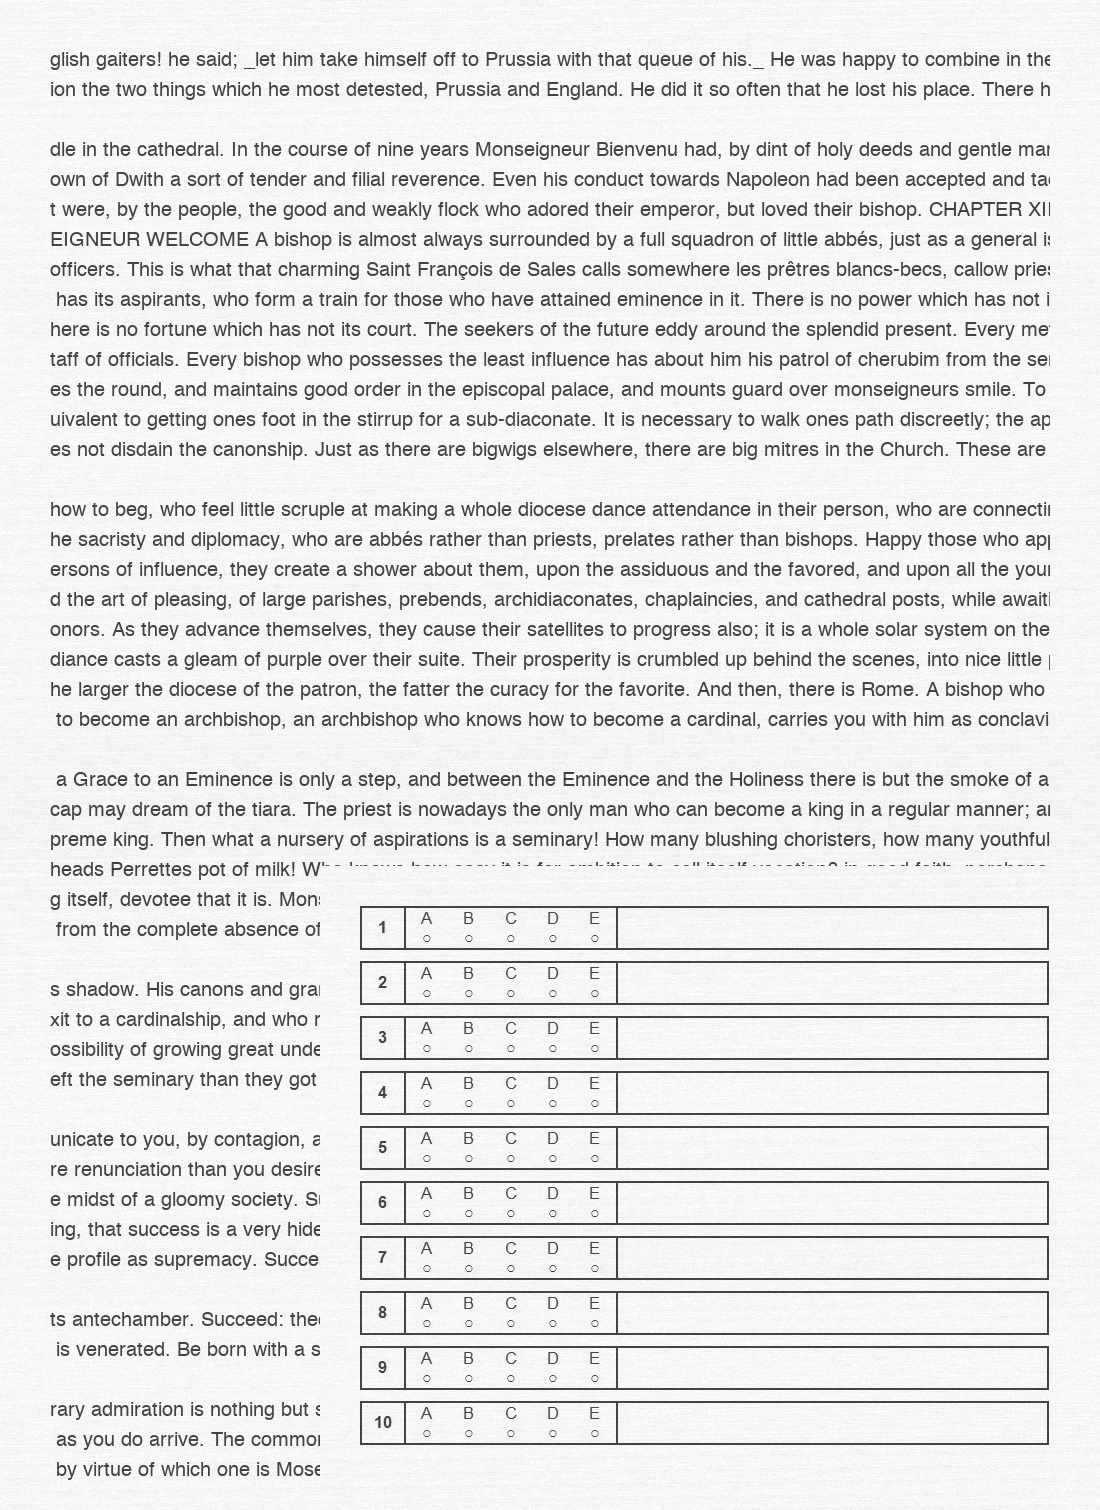 glish gaiters! he said; _let him take himself off to Prussia with that queue of his._ He was happy to combine in the
ion the two things which he most detested, Prussia and England. He did it so often that he lost his place. There h
dle in the cathedral. In the course of nine years Monseigneur Bienvenu had, by dint of holy deeds and gentle mar
own of Dwith a sort of tender and filial reverence. Even his conduct towards Napoleon had been accepted and ta
t were, by the people, the good and weakly flock who adored their emperor, but loved their bishop. CHAPTER XII
EIGNEUR WELCOME A bishop is almost always surrounded by a full squadron of little abbés, just as a general is
officers. This is what that charming Saint François de Sales calls somewhere les prêtres blancs-becs, callow pries
has its aspirants, who form a train for those who have attained eminence in it. There is no power which has not i
here is no fortune which has not its court. The seekers of the future eddy around the splendid present. Every met
taff of officials. Every bishop who possesses the least influence has about him his patrol of cherubim from the ser
es the round, and maintains good order in the episcopal palace, and mounts guard over monseigneurs smile. To
uivalent to getting ones foot in the stirrup for a sub-diaconate. It is necessary to walk ones path discreetly; the ap
es not disdain the canonship. Just as there are bigwigs elsewhere, there are big mitres in the Church. These are
how to beg, who feel little scruple at making a whole diocese dance attendance in their person, who are connectin
he sacristy and diplomacy, who are abbés rather than priests, prelates rather than bishops. Happy those who app
ersons of influence, they create a shower about them, upon the assiduous and the favored, and upon all the your
d the art of pleasing, of large parishes, prebends, archidiaconates, chaplaincies, and cathedral posts, while awaiti
onors. As they advance themselves, they cause their satellites to progress also; it is a whole solar system on the
diance casts a gleam of purple over their suite. Their prosperity is crumbled up behind the scenes, into nice little
he larger the diocese of the patron, the fatter the curacy for the favorite. And then, there is Rome. A bishop who
to become an archbishop, an archbishop who knows how to become a cardinal, carries you with him as conclavi
a Grace to an Eminence is only a step, and between the Eminence and the Holiness there is but the smoke of a
cap may dream of the tiara. The priest is nowadays the only man who can become a king in a regular manner; an
preme king. Then what a nursery of aspirations is a seminary! How many blushing choristers, how many youthful
heads Perrettes pot of milk! Who knows how easy it is for ambition to call itself vocation? in good faith, perchance
g itself, devotee that it is. Mons
from the complete absence of
s shadow. His canons and gra
xit to a cardinalship, and who
ossibility of growing great unde
eft the seminary than they got
unicate to you, by contagion, a
re renunciation than you desire
e midst of a gloomy society. Su
ing, that success is a very hide
e profile as supremacy. Succe
ts antechamber. Succeed: theo
is venerated. Be born with a s
rary admiration is nothing but s
as you do arrive. The common
by virtue of which one is Mose
1 A B C D E
2 A B C D E
3 A B C D E
4 A B C D E
5 A B C D E
6 A B C D E
7 A B C D E
8 A B C D E
9 A B C D E
10 A B C D E